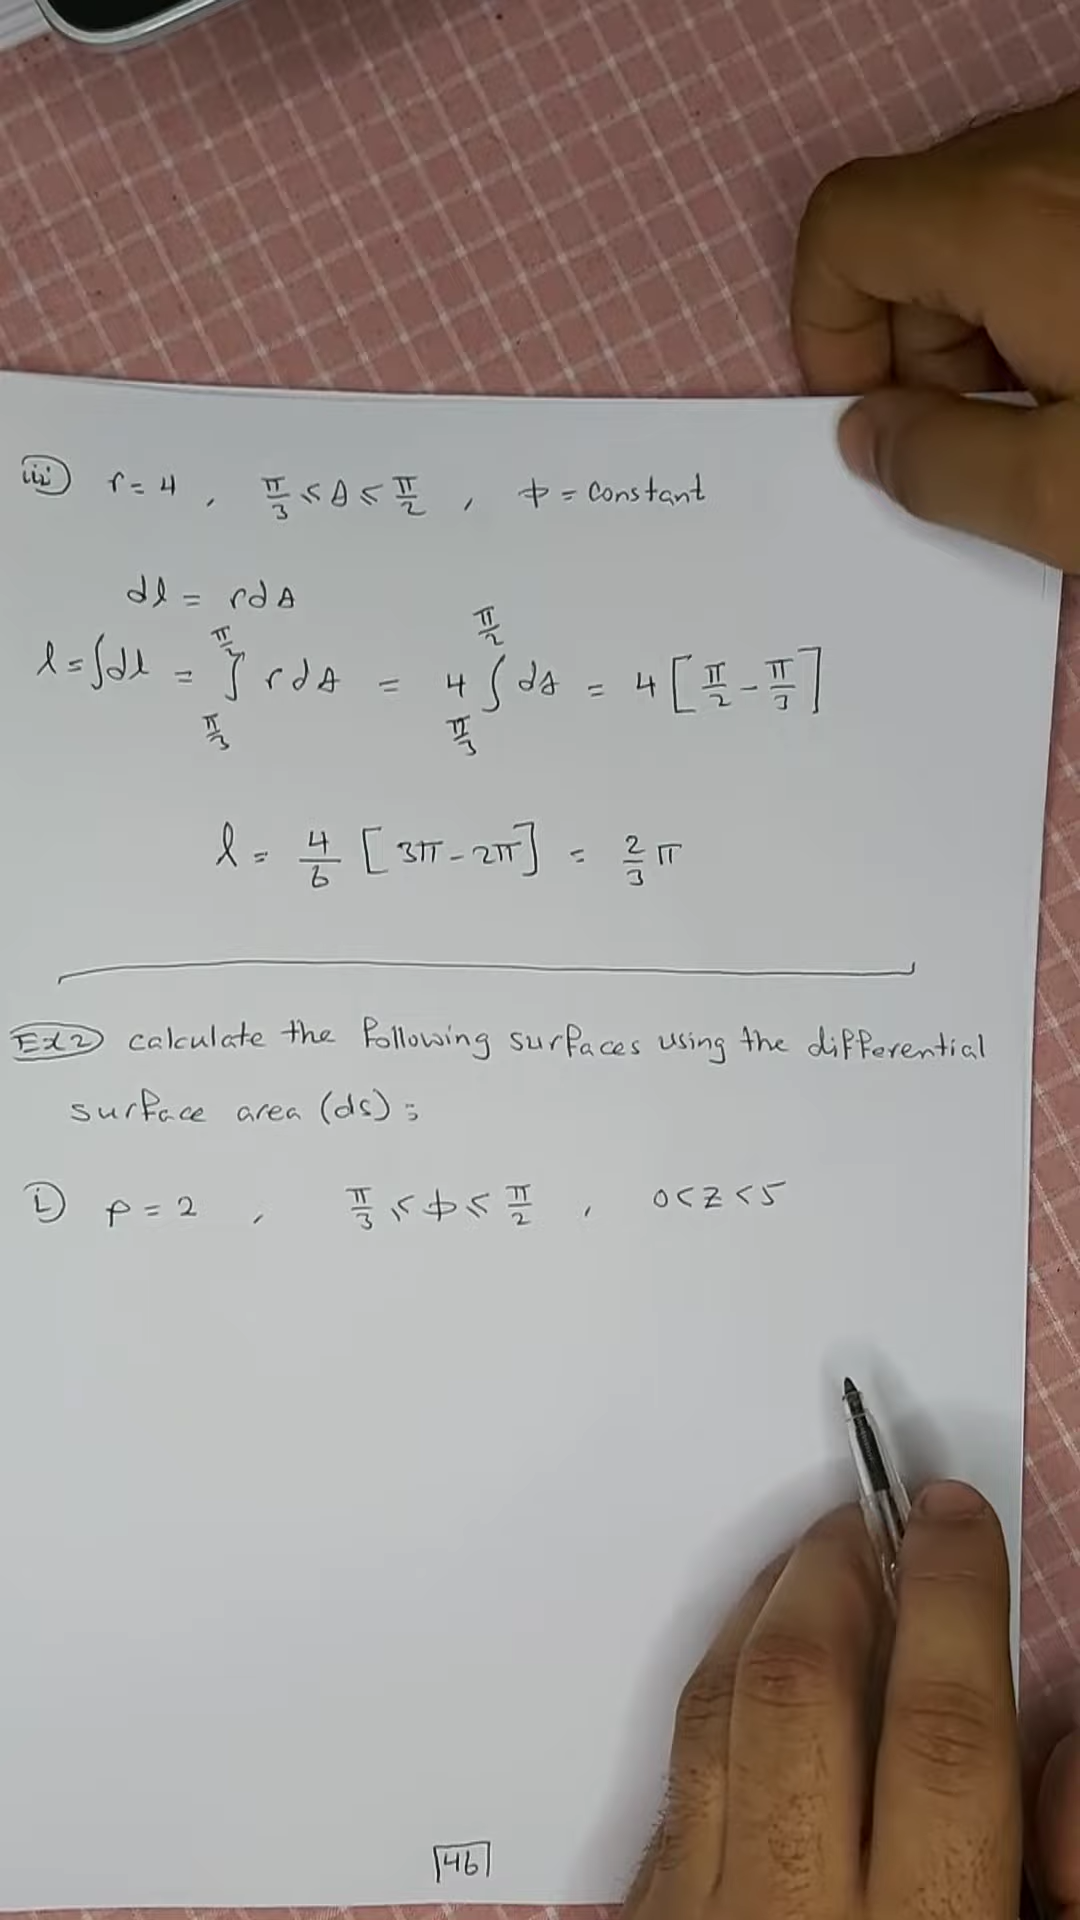 iii r = 4 , π/3 ≤ θ ≤ π/2 , ϕ = constant
dl = rdθ
l = ∫dl = ∫_{π/3}^{π/2} rdθ = 4 ∫_{π/3}^{π/2} dθ = 4 [π/2 - π/3]
l = 4/6 [3π - 2π] = 2/3 π
Ex2 calculate the following surfaces using the differential
surface area (ds) :
i ρ = 2 , π/3 ≤ ϕ ≤ π/2 , 0 < z < 5
46